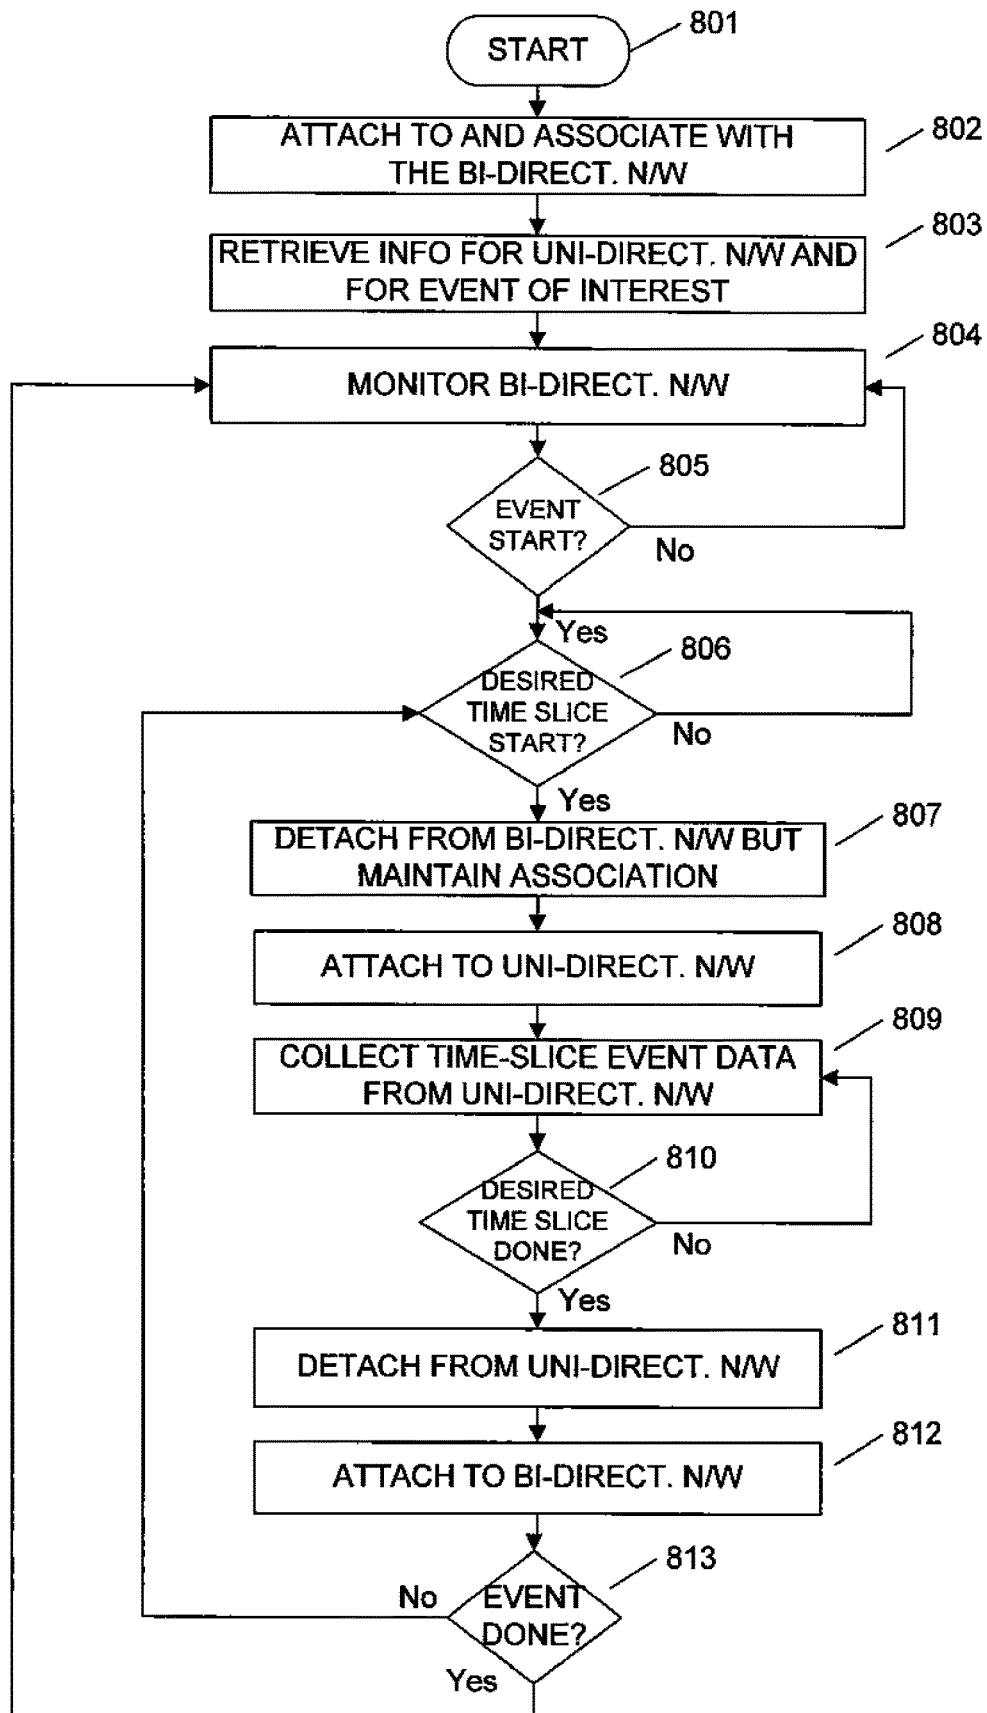 START
801
ATTACH TO AND ASSOCIATE WITH
THE BI-DIRECT. N/W
802
RETRIEVE INFO FOR UNI-DIRECT. N/W AND
FOR EVENT OF INTEREST
803
MONITOR BI-DIRECT. N/W
804
EVENT
START?
805
No
Yes
DESIRED
TIME SLICE
START?
806
No
Yes
DETACH FROM BI-DIRECT. N/W BUT
MAINTAIN ASSOCIATION
807
ATTACH TO UNI-DIRECT. N/W
808
COLLECT TIME-SLICE EVENT DATA
FROM UNI-DIRECT. N/W
809
DESIRED
TIME SLICE
DONE?
810
No
Yes
DETACH FROM UNI-DIRECT. N/W
811
ATTACH TO BI-DIRECT. N/W
812
EVENT
DONE?
813
No
Yes